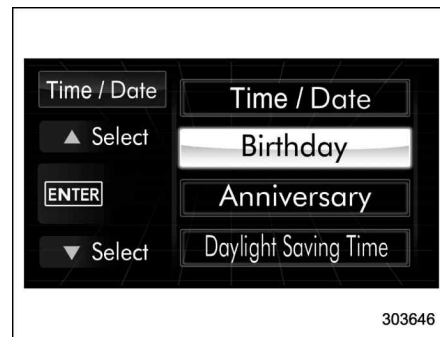 Time / Date
▲ Select
ENTER
▼ Select
Time / Date
Birthday
Anniversary
Daylight Saving Time
303646